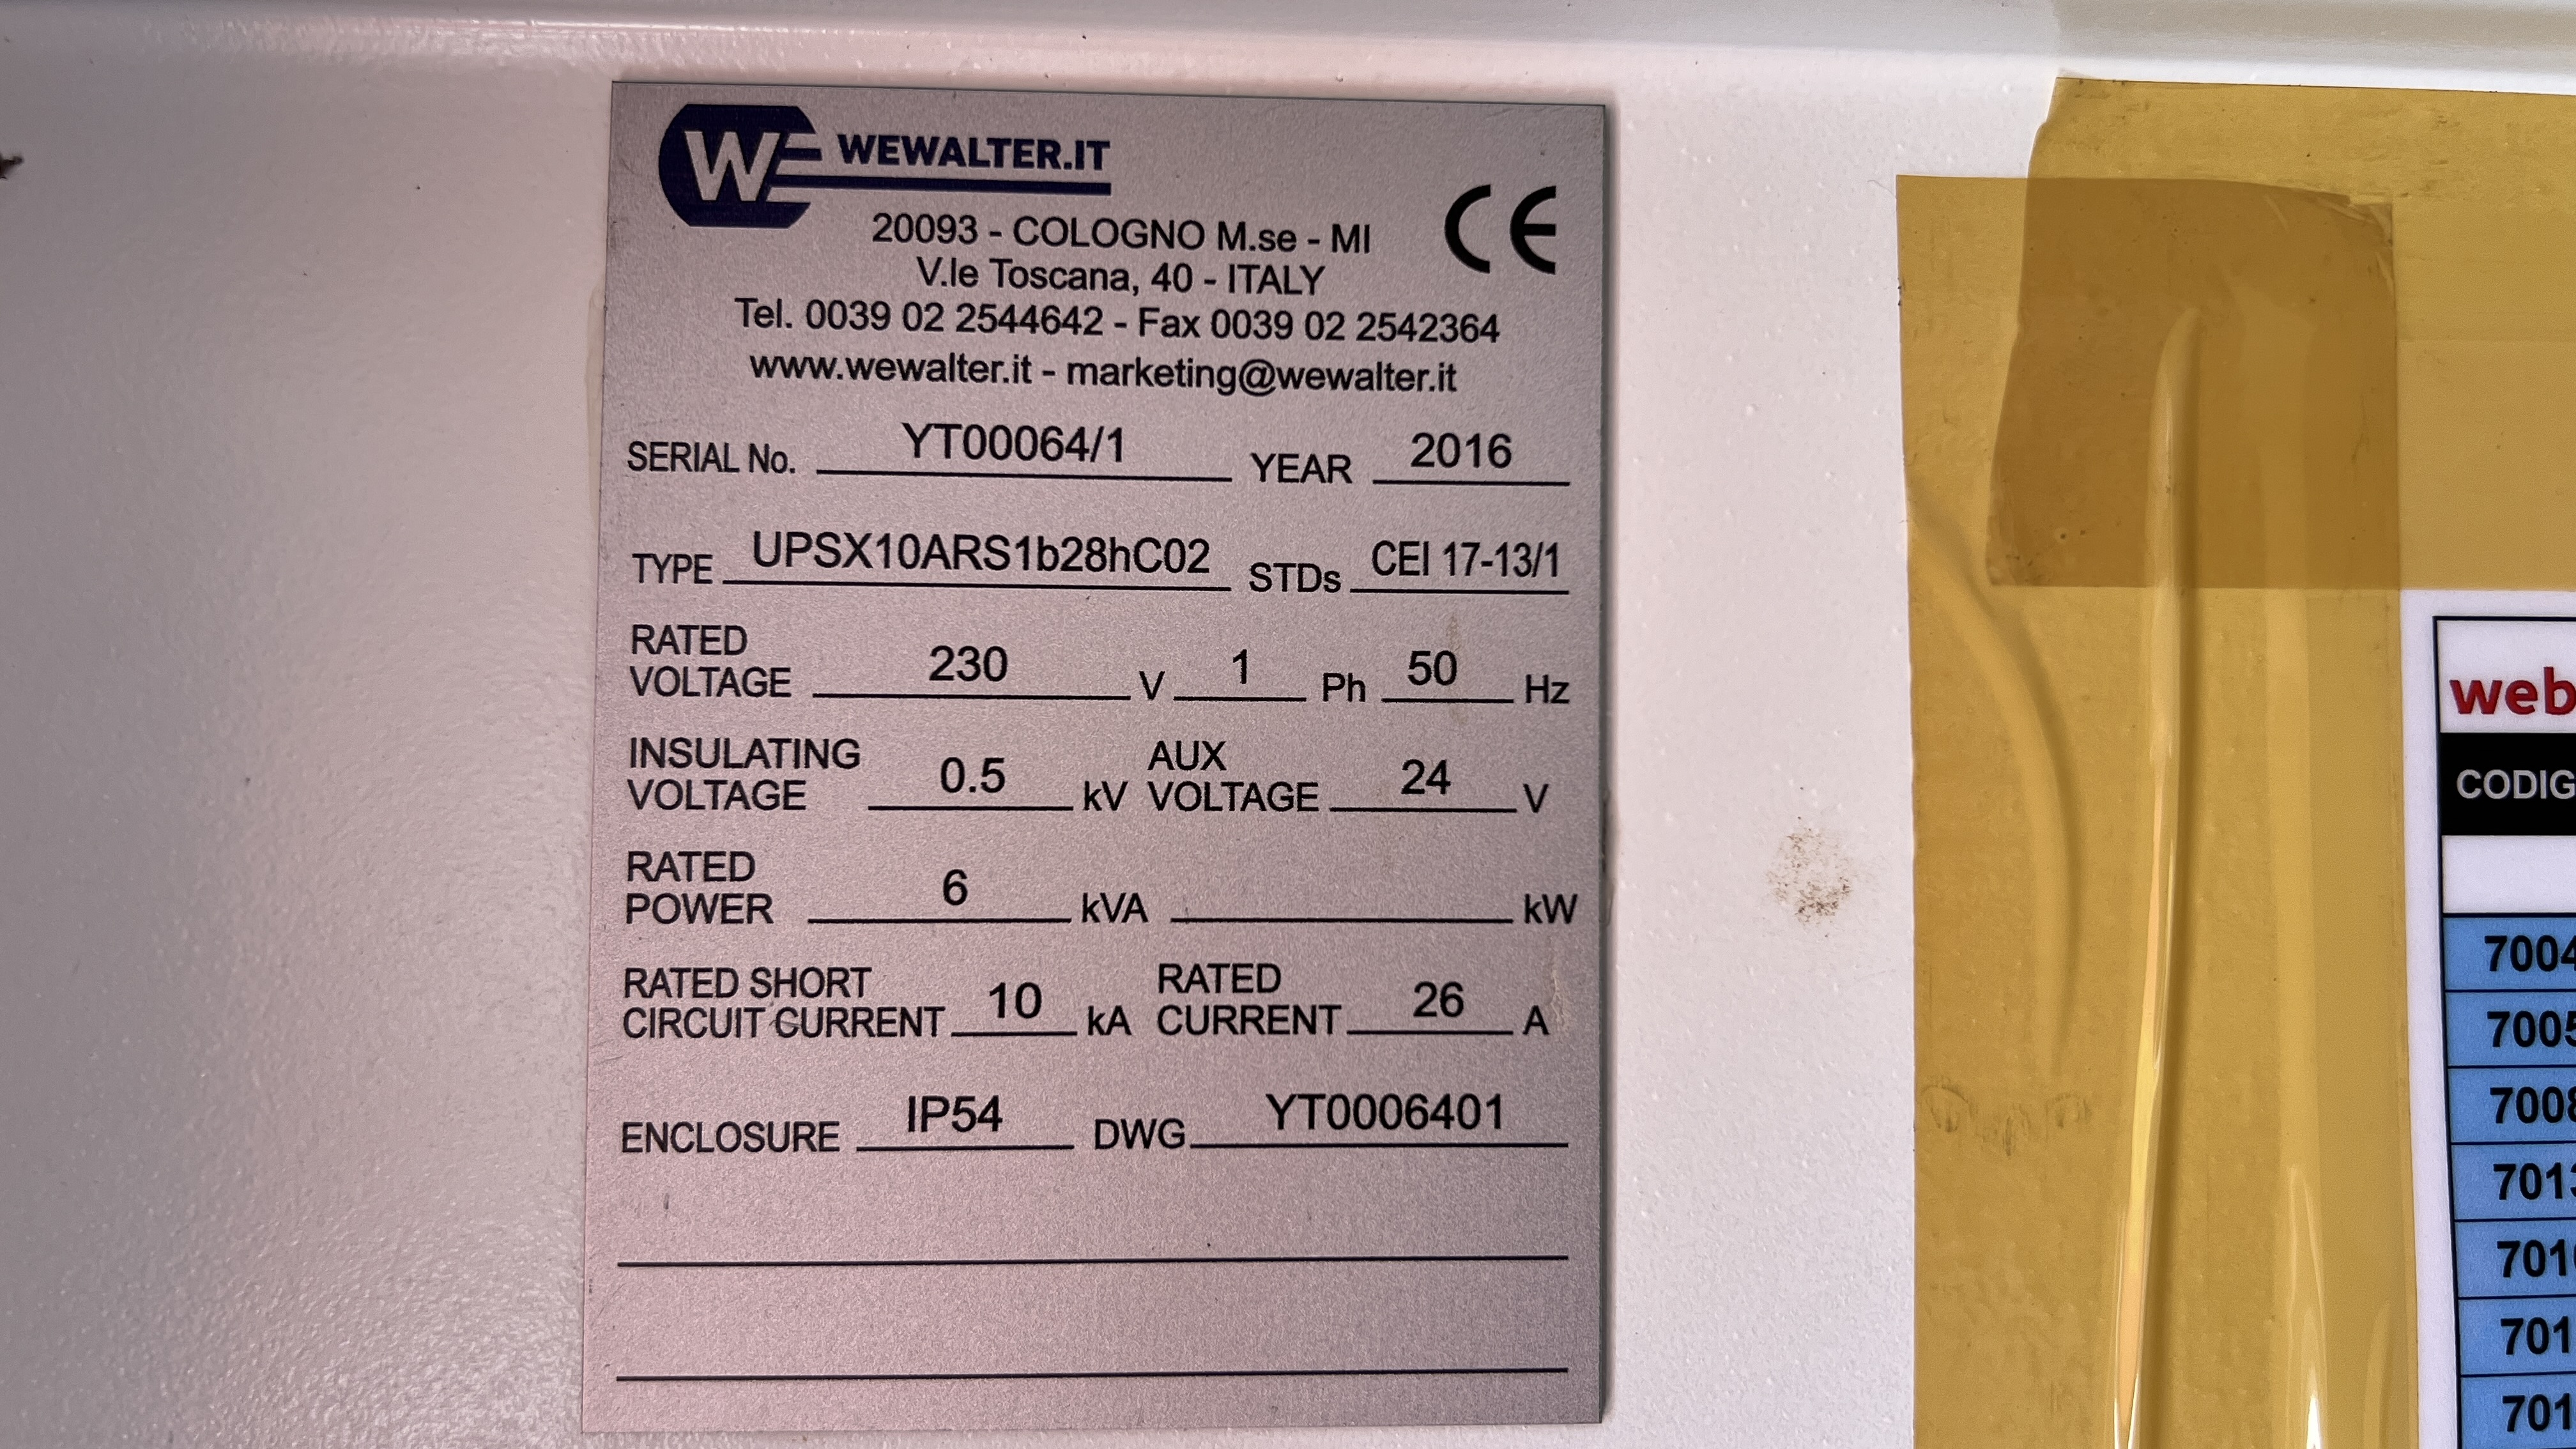 WE WEWALTER.IT
CE
20093 - COLOGNO M.se - MI
V.le Toscana, 40 - ITALY
Tel. 0039 02 2544642 - Fax 0039 02 2542364
www.wewalter.it - marketing@wewalter.it
SERIAL No. YT00064/1 YEAR 2016
TYPE UPSX10ARS1b28hC02 STDs CEI 17-13/1
RATED VOLTAGE 230 V 1 Ph 50 Hz
INSULATING VOLTAGE 0.5 kV AUX VOLTAGE 24 V
RATED POWER 6 kVA kW
RATED SHORT CIRCUIT CURRENT 10 kA RATED CURRENT 26 A
ENCLOSURE IP54 DWG YT0006401
web
CODIG
7004
7005
7008